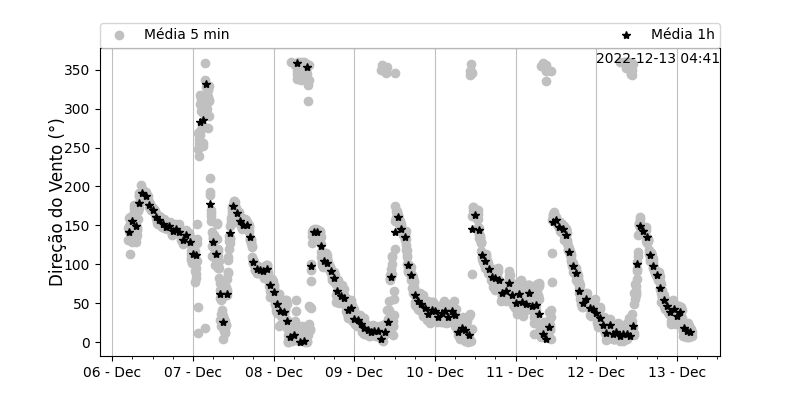 Média 5 min
Média 1h
2022-12-13 04:41
Direção do Vento (°)
350
300
250
200
150
100
50
0
06 - Dec
07 - Dec
08 - Dec
09 - Dec
10 - Dec
11 - Dec
12 - Dec
13 - Dec